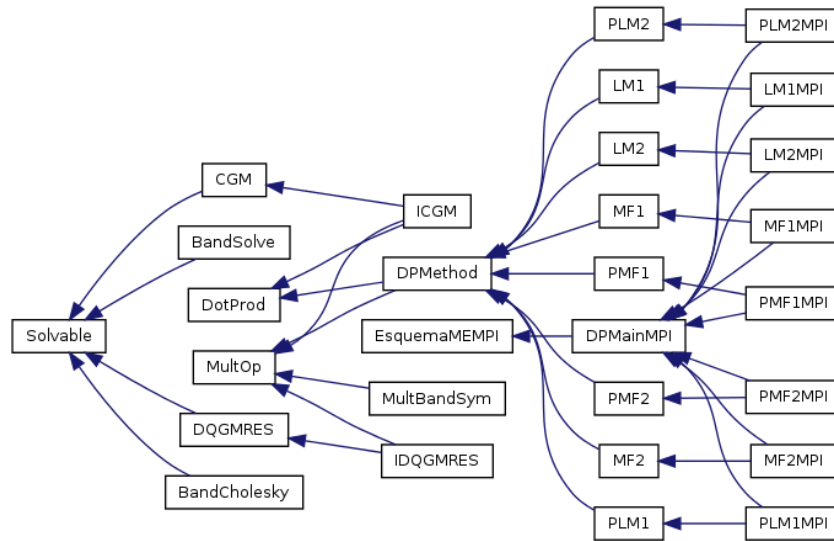 PLM2
PLM2MPI
LM1
LM1MPI
LM2
LM2MPI
CGM
ICGM
MF1
MF1MPI
BandSolve
DPMethod
PMF1
PMF1MPI
DotProd
Solvable
EsquemaMEMPI
DPMainMPI
MultOp
MultBandSym
PMF2
PMF2MPI
DQGMRES
IDQGMRES
MF2
MF2MPI
BandCholesky
PLM1
PLM1MPI